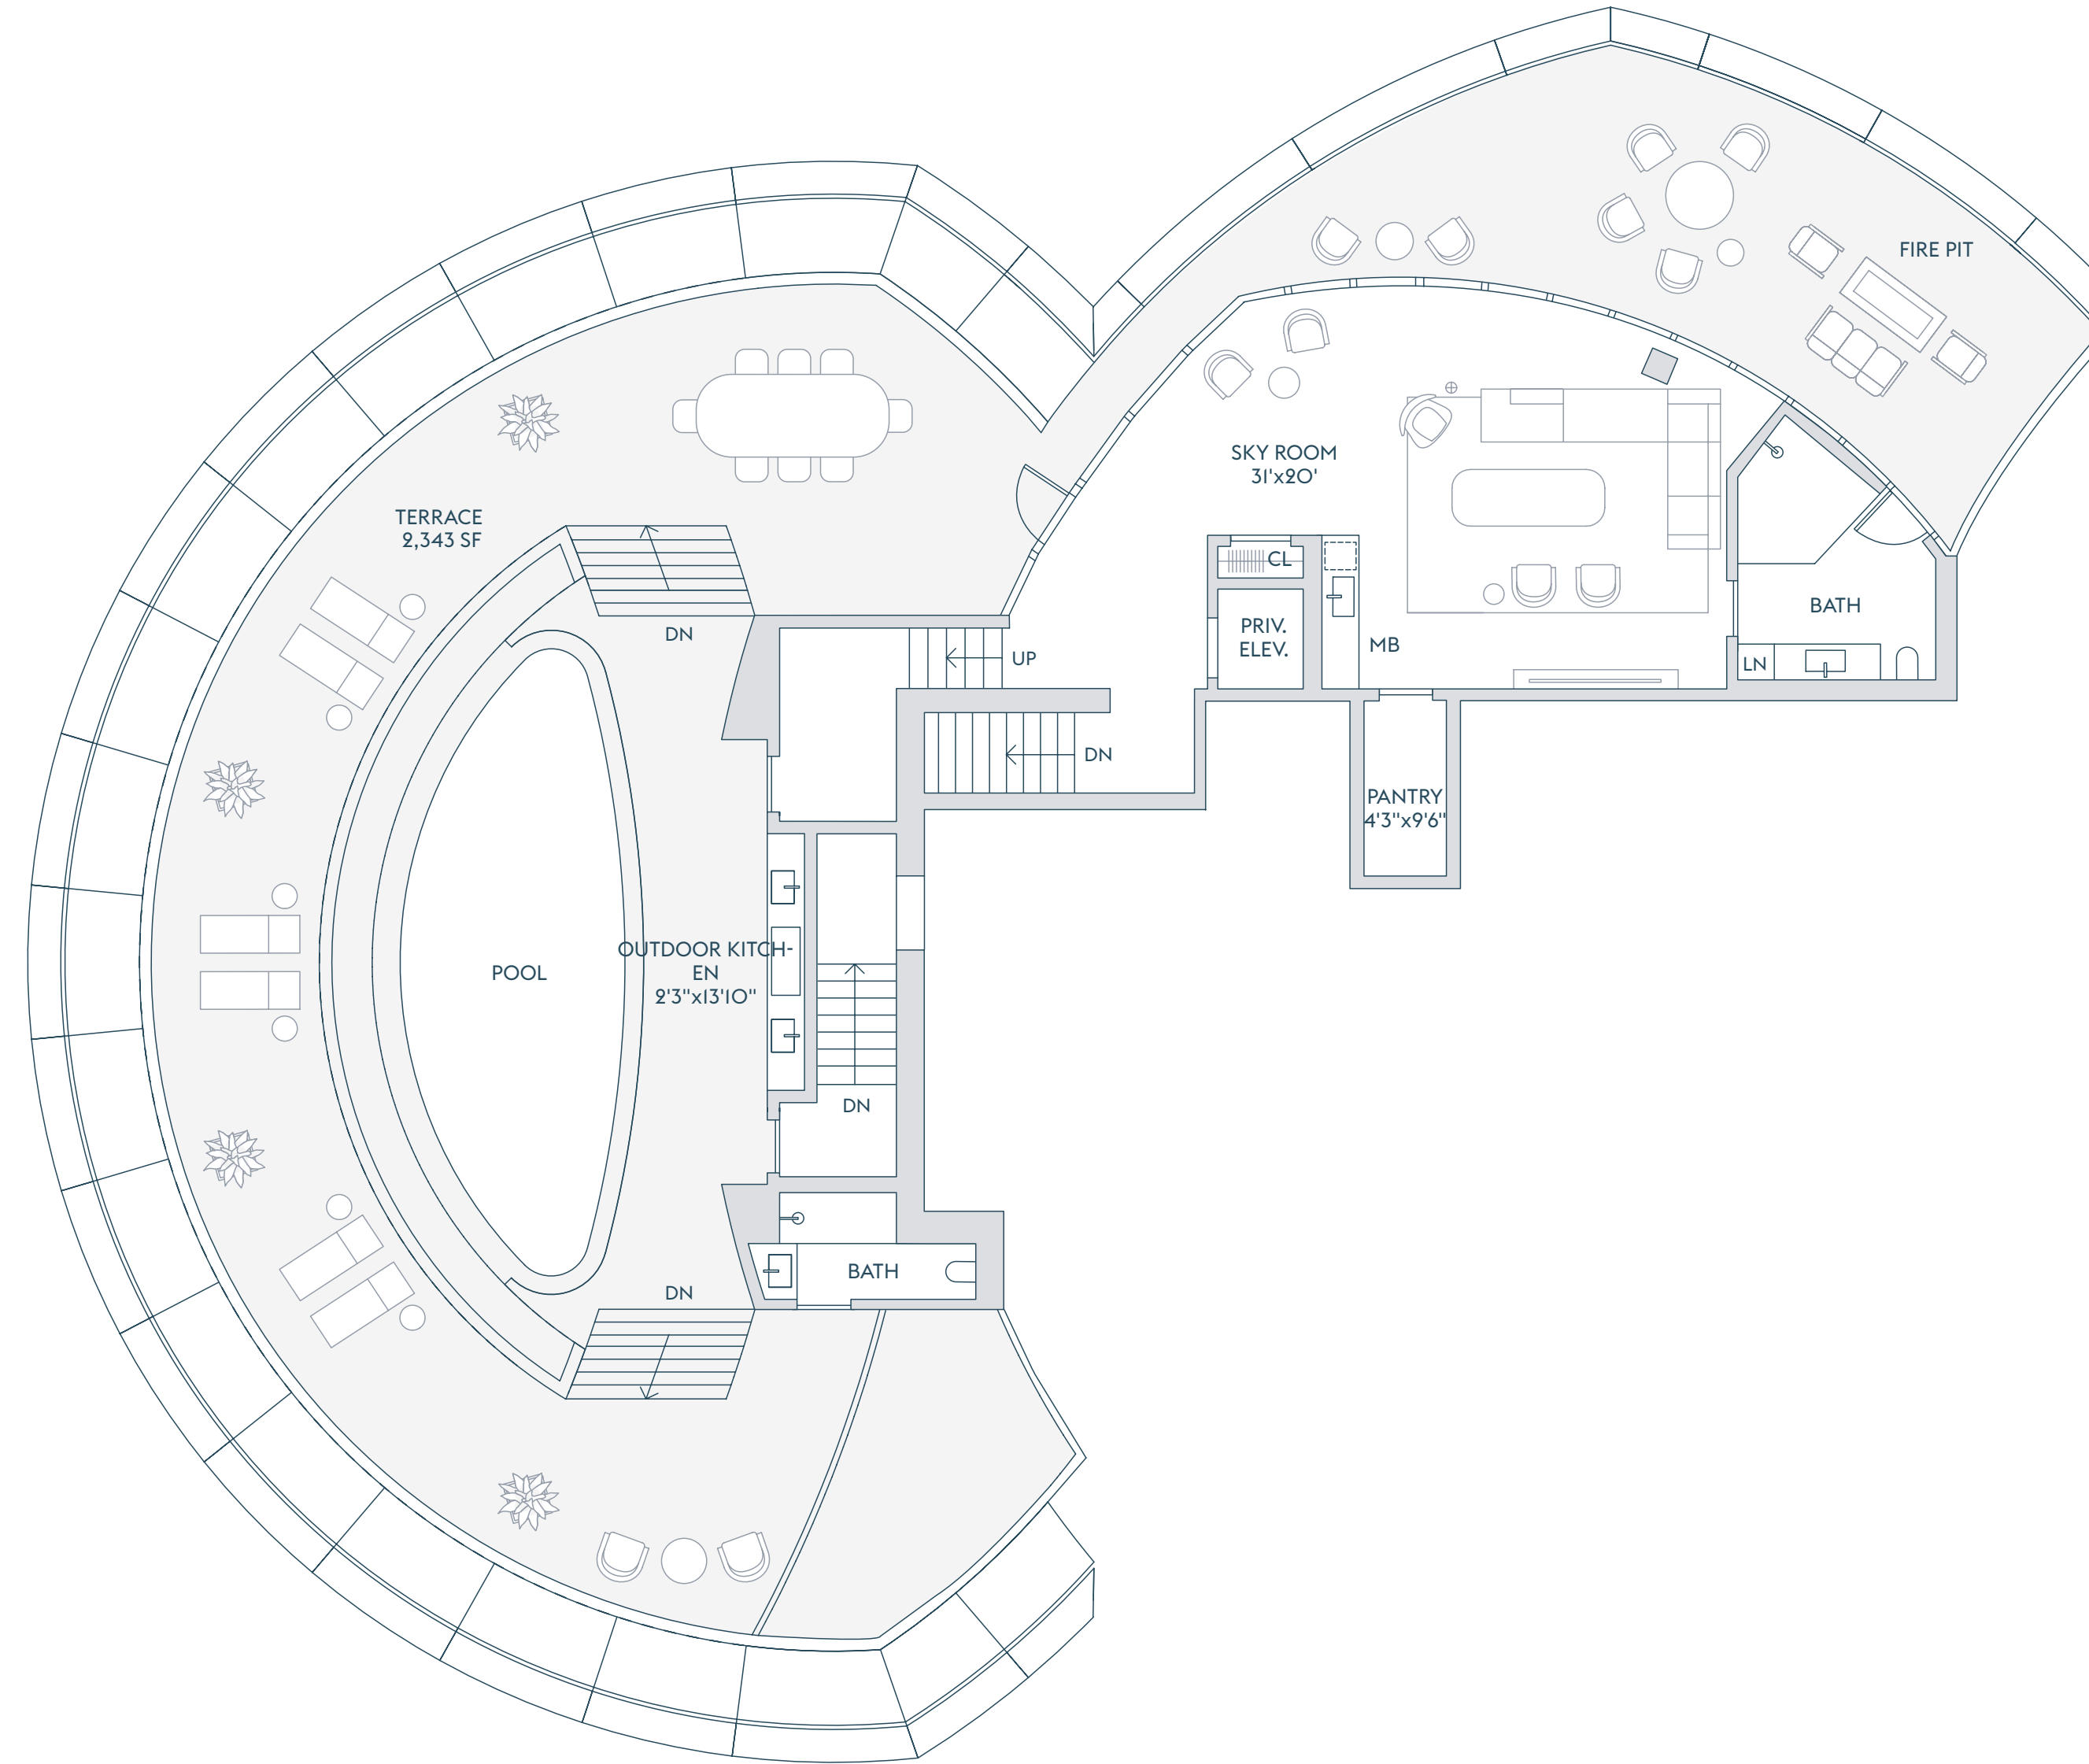 FIRE PIT
SKY ROOM
31'x20'
TERRACE
2,343 SF
CL
BATH
PRIV.
ELEV.
DN
MB
UP
LN
DN
PANTRY
4'3"x9'6"
OUTDOOR KITCH-
EN
2'3"x13'10"
POOL
DN
BATH
DN